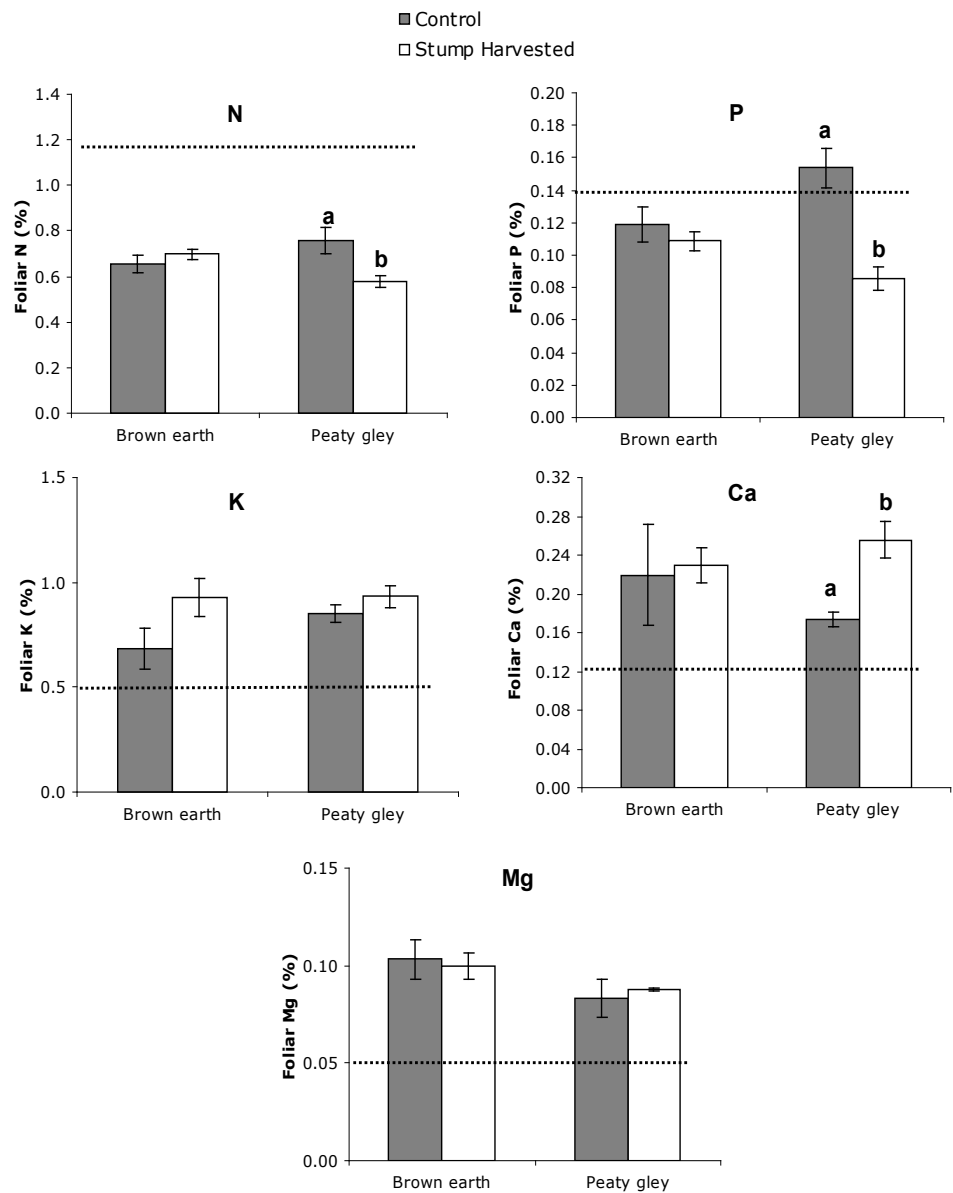 Control
Stump Harvested
N
Foliar N (%)
1.4
1.2
1.0
0.8
0.6
0.4
0.2
0.0
a
b
Brown earth
Peaty gley
P
Foliar P (%)
0.20
0.18
0.16
0.14
0.12
0.10
0.08
0.06
0.04
0.02
0.00
a
b
Brown earth
Peaty gley
K
Foliar K (%)
1.5
1.0
0.5
0.0
Brown earth
Peaty gley
Ca
Foliar Ca (%)
0.32
0.28
0.24
0.20
0.16
0.12
0.08
0.04
0.00
a
b
Brown earth
Peaty gley
Mg
Foliar Mg (%)
0.15
0.10
0.05
0.00
Brown earth
Peaty gley